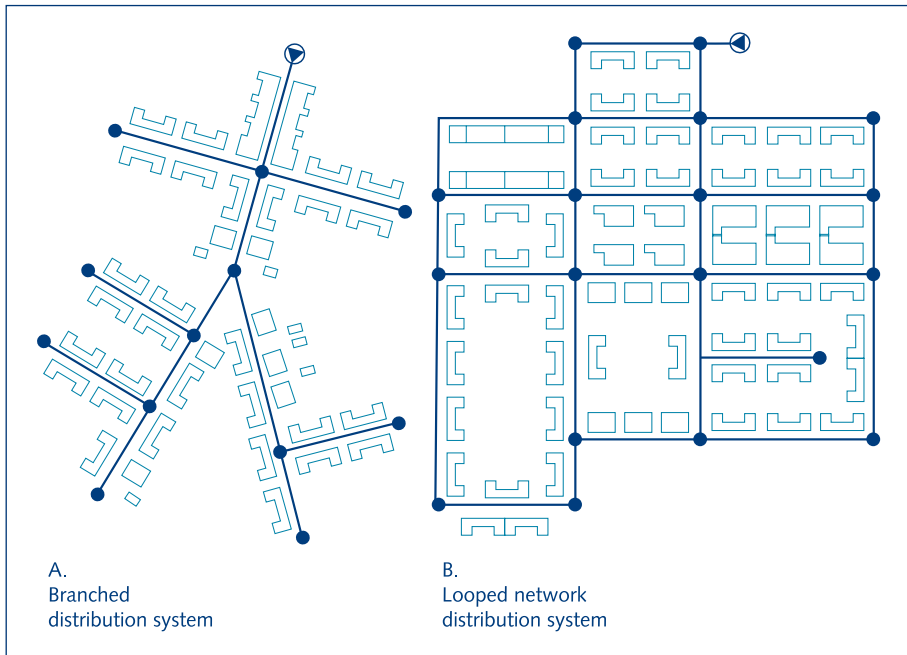 A.
Branched
distribution system
B.
Looped network
distribution system